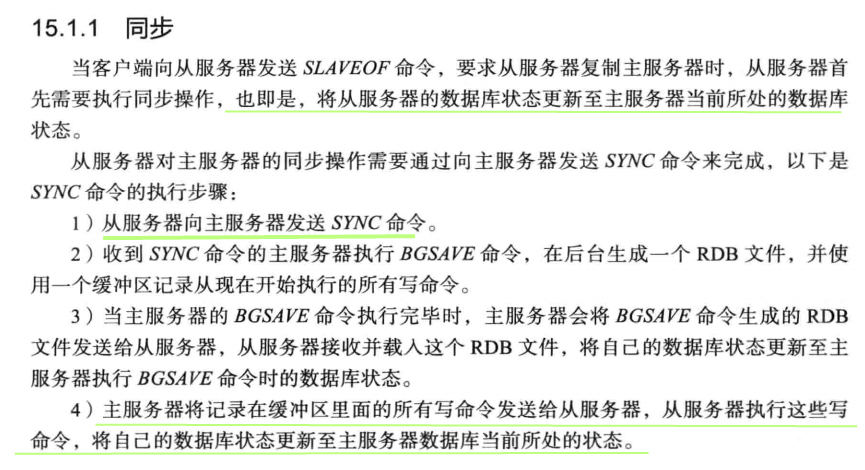 15.1.1 同步
当客户端向从服务器发送 SLAVEOF 命令，要求从服务器复制主服务器时，从服务器首
先需要执行同步操作，也即是，将从服务器的数据库状态更新至主服务器当前所处的数据库
状态。
从服务器对主服务器的同步操作需要通过向主服务器发送 SYNC 命令来完成，以下是
SYNC 命令的执行步骤：
1）从服务器向主服务器发送 SYNC 命令。
2）收到 SYNC 命令的主服务器执行 BGSAVE 命令，在后台生成一个 RDB 文件，并使
用一个缓冲区记录从现在开始执行的所有写命令。
3）当主服务器的 BGSAVE 命令执行完毕时，主服务器会将 BGSAVE 命令生成的 RDB
文件发送给从服务器，从服务器接收并载入这个 RDB 文件，将自己的数据库状态更新至主
服务器执行 BGSAVE 命令时的数据库状态。
4）主服务器将记录在缓冲区里面的所有写命令发送给从服务器，从服务器执行这些写
命令，将自己的数据库状态更新至主服务器数据库当前所处的状态。